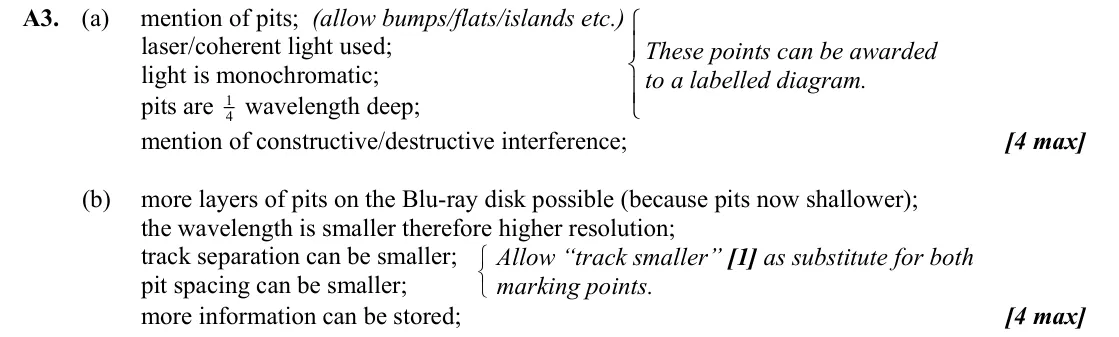 A3. (a) mention of pits; (allow bumps/flats/islands etc.)
laser/coherent light used;
light is monochromatic;
pits are 1/4 wavelength deep;
These points can be awarded
to a labelled diagram.
mention of constructive/destructive interference; [4 max]
(b) more layers of pits on the Blu-ray disk possible (because pits now shallower);
the wavelength is smaller therefore higher resolution;
track separation can be smaller;
pit spacing can be smaller;
Allow “track smaller” [1] as substitute for both
marking points.
more information can be stored; [4 max]